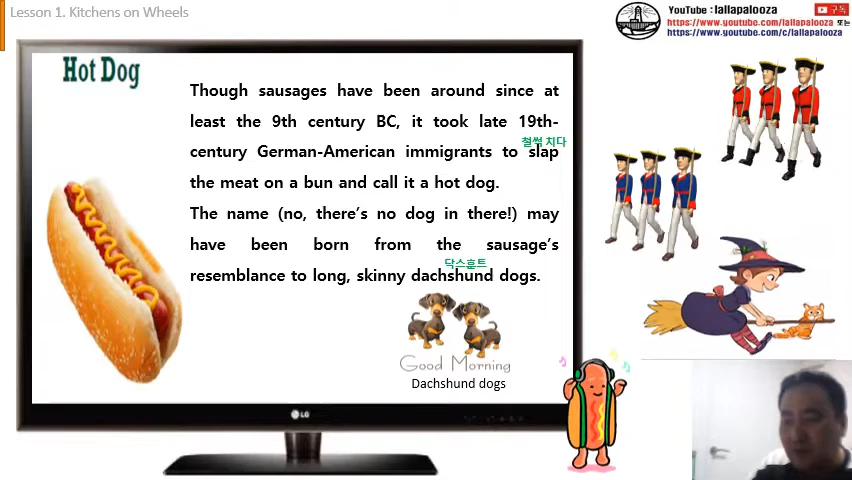 Lesson 1. Kitchens on Wheels
YouTube : lallapalooza
구독
https://www.youtube.com/lallapalooza 또는
https://www.youtube.com/c/lallapalooza
Hot Dog
Though sausages have been around since at
least the 9th century BC, it took late 19th-
철썩 치다
century German-American immigrants to slap
the meat on a bun and call it a hot dog.
The name (no, there's no dog in there!) may
have been born from the sausage's
닥스훈트
resemblance to long, skinny dachshund dogs.
Good Morning
Dachshund dogs
LG